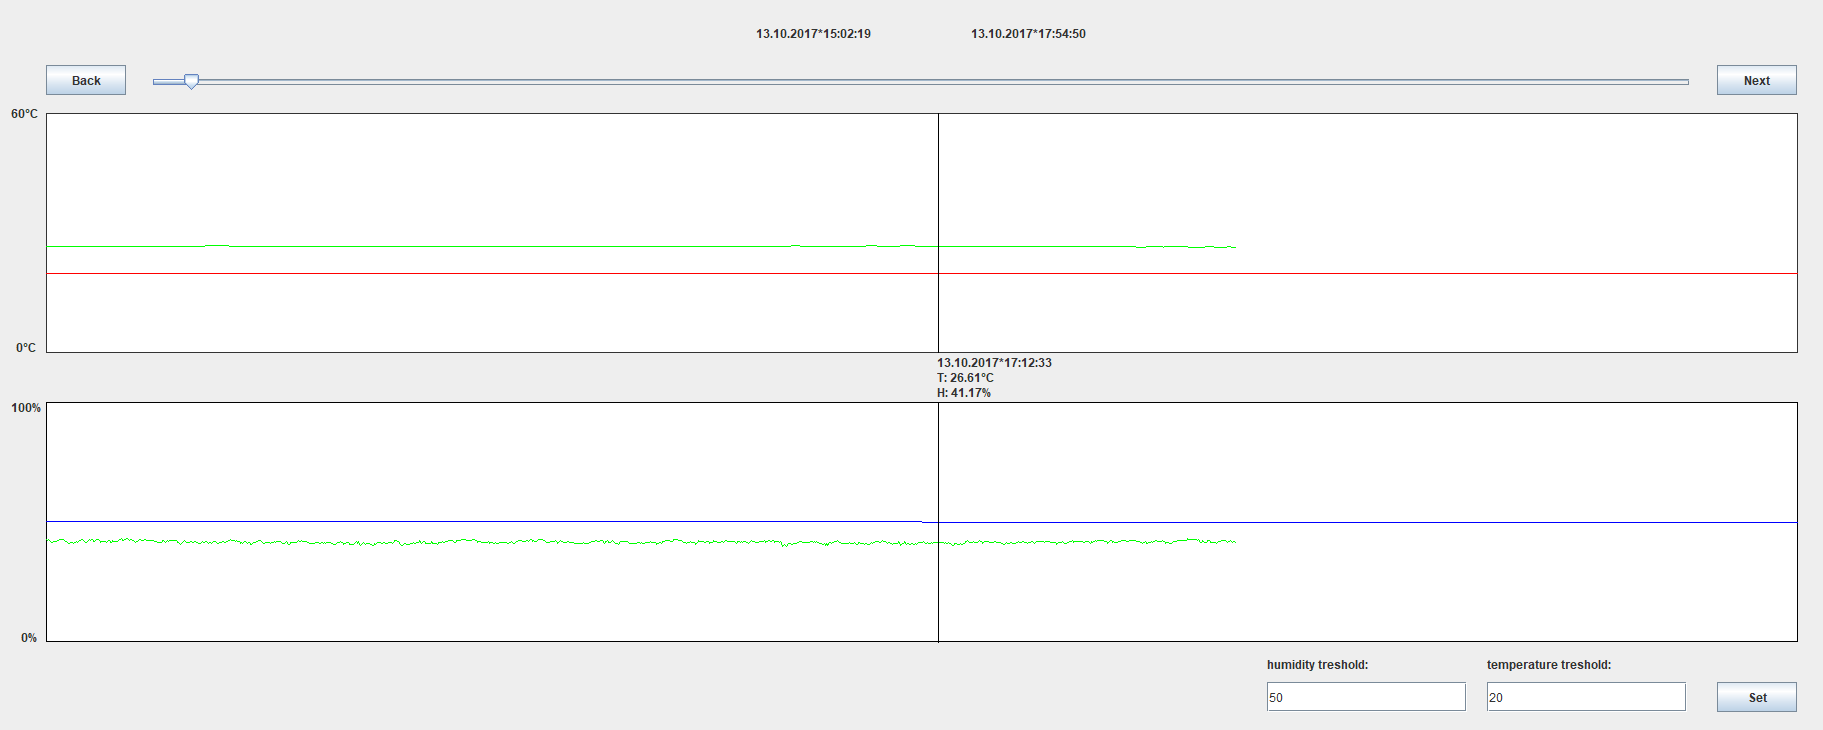 13.10.2017*15:02:19 13.10.2017*17:54:50
Back Next
60°C
0°C
13.10.2017*17:12:33
T: 26.61°C
H: 41.17%
100%
0%
humidity treshold: temperature treshold:
50 20 Set